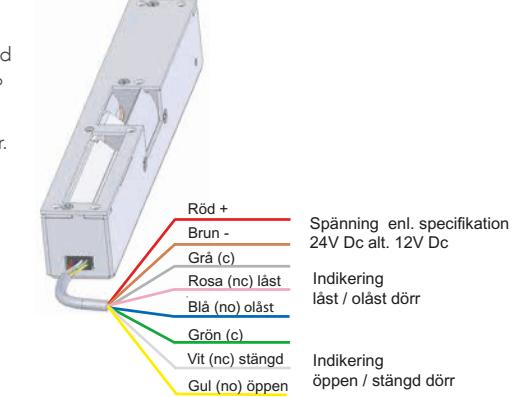 d
r.
Röd +
Brun -
Grå (c)
Rosa (nc) låst
Blå (no) olåst
Grön (c)
Vit (nc) stängd
Gul (no) öppen
Spänning enl. specifikation
24V Dc alt. 12V Dc
Indikering
låst / olåst dörr
Indikering
öppen / stängd dörr